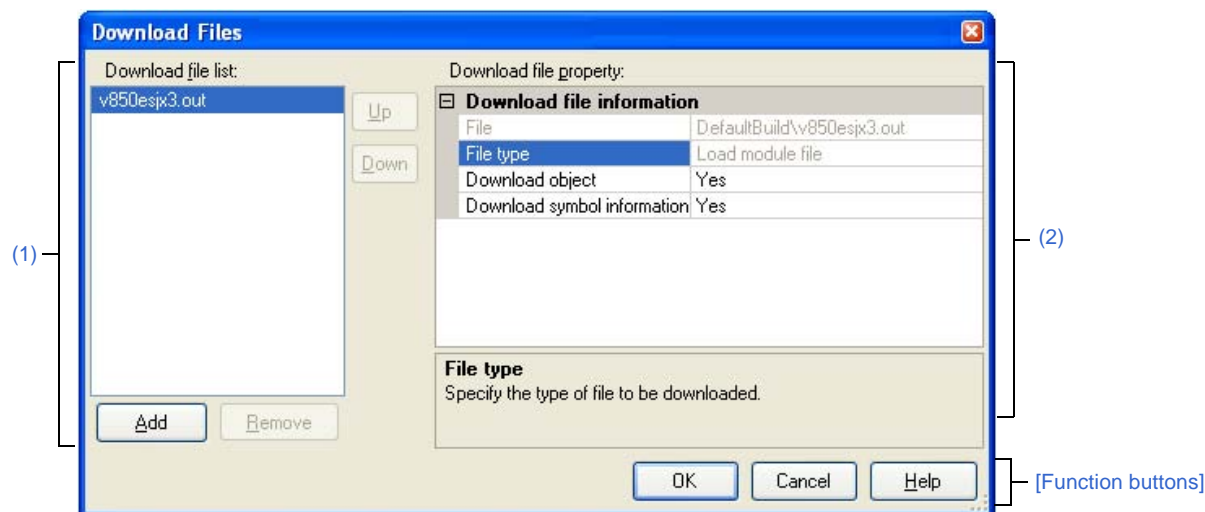 Download Files
Download file list:
v850esjx3.out
Up
Down
Add
Remove
Download file property:
Download file information
File DefaultBuild\v850esjx3.out
File type Load module file
Download object Yes
Download symbol information Yes
File type
Specify the type of file to be downloaded.
OK Cancel Help
(1)
(2)
[Function buttons]